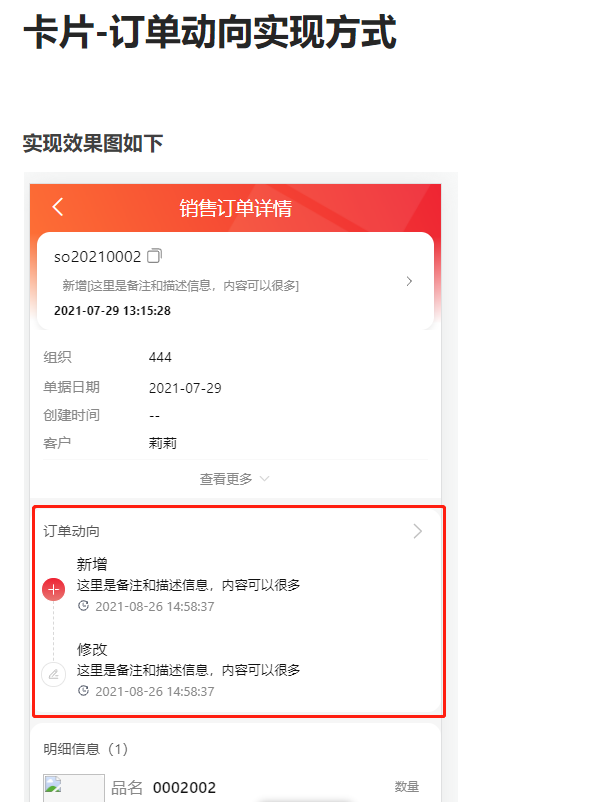 卡片-订单动向实现方式
实现效果图如下
销售订单详情
so20210002
新增[这里是备注和描述信息，内容可以很多]
2021-07-29 13:15:28
组织 444
单据日期 2021-07-29
创建时间 --
客户 莉莉
查看更多
订单动向
新增
这里是备注和描述信息，内容可以很多
2021-08-26 14:58:37
修改
这里是备注和描述信息，内容可以很多
2021-08-26 14:58:37
明细信息（1）
品名 0002002 数量